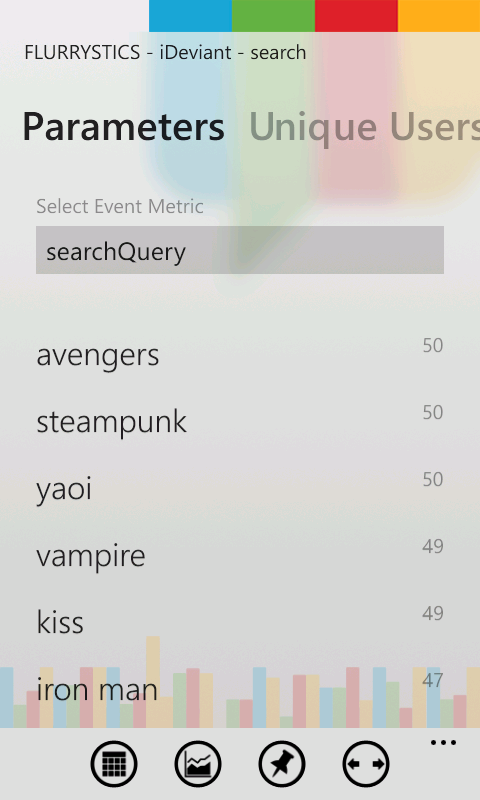 FLURRYSTICS - iDeviant - search
Parameters Unique Users
Select Event Metric
searchQuery
avengers 50
steampunk 50
yaoi 50
vampire 49
kiss 49
iron man 47